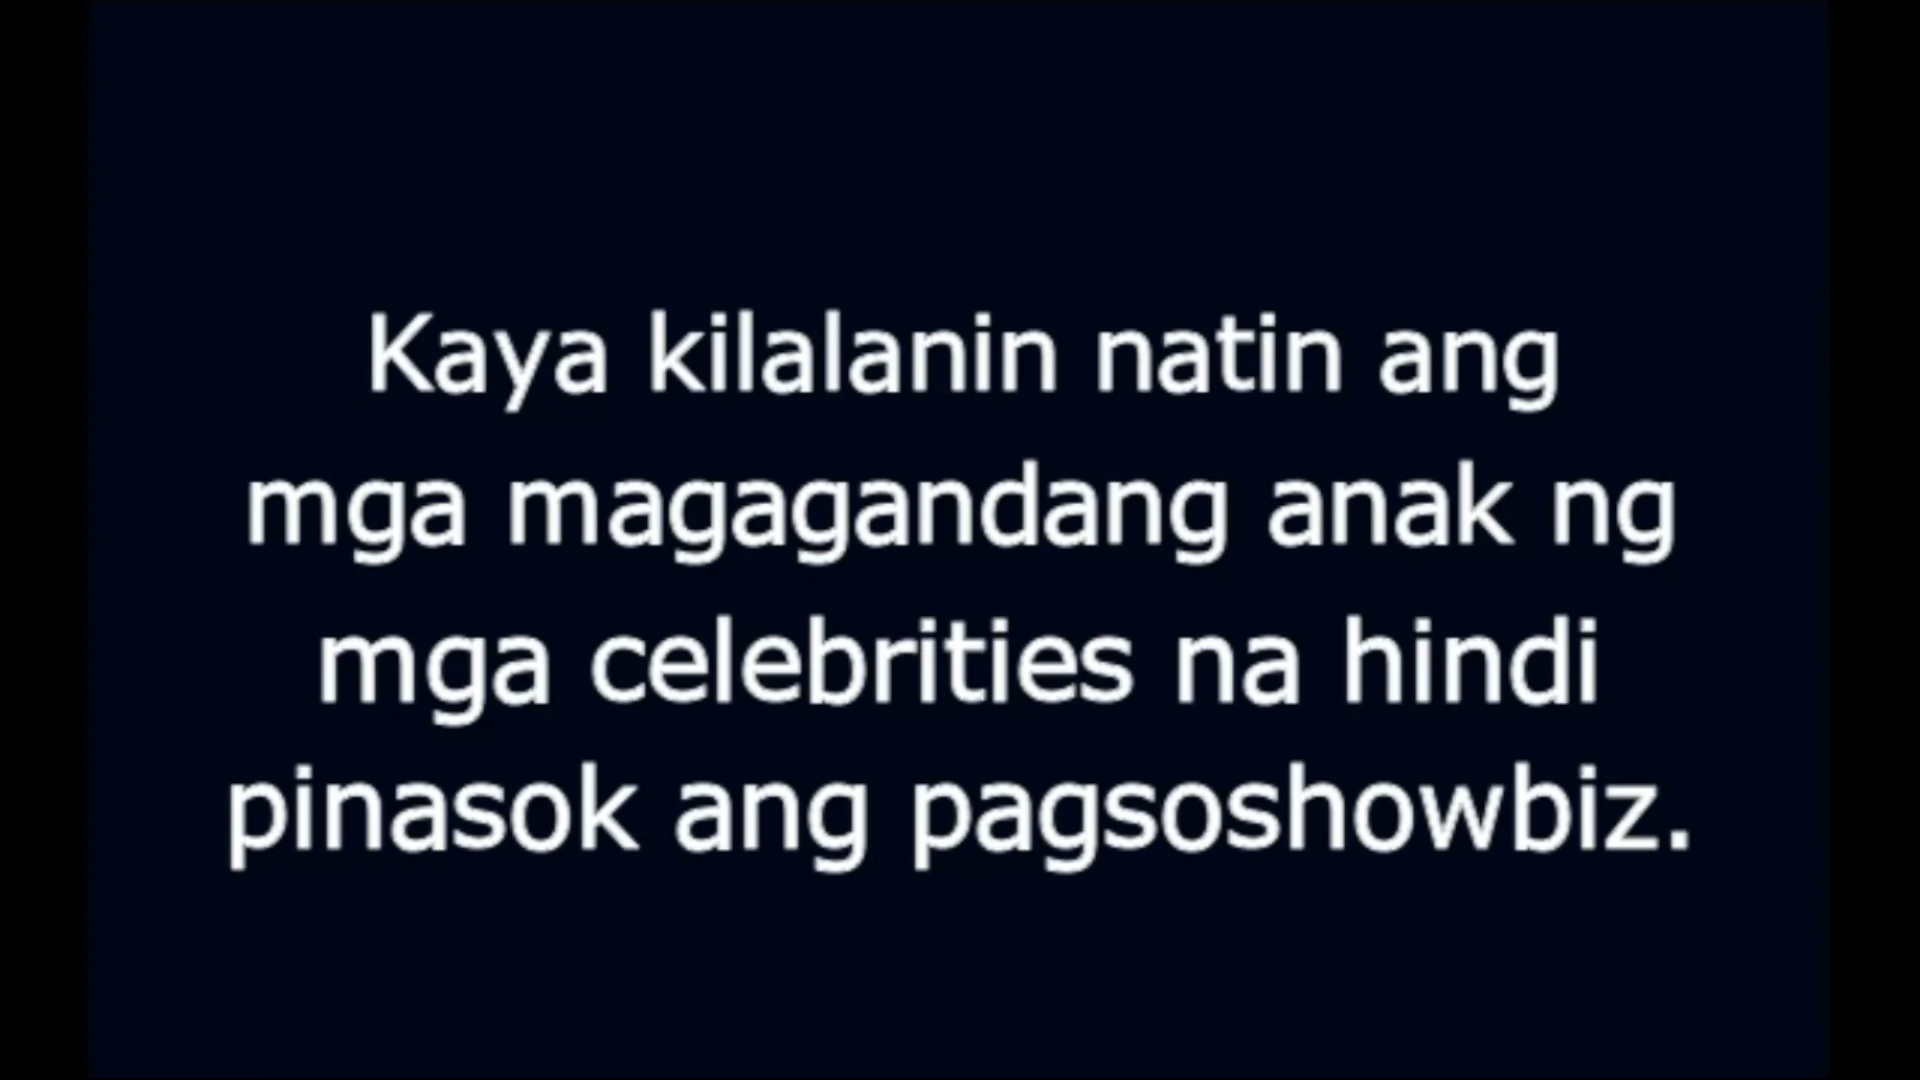 Kaya kilalanin natin ang
mga magagandang anak ng
mga celebrities na hindi
pinasok ang pagsoshowbiz.